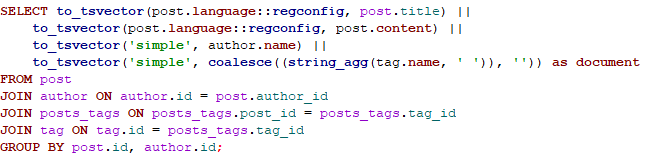 SELECT to_tsvector(post.language::regconfig, post.title) ||
    to_tsvector(post.language::regconfig, post.content) ||
    to_tsvector('simple', author.name) ||
    to_tsvector('simple', coalesce((string_agg(tag.name, ' ')), '')) as document
FROM post
JOIN author ON author.id = post.author_id
JOIN posts_tags ON posts_tags.post_id = posts_tags.tag_id
JOIN tag ON tag.id = posts_tags.tag_id
GROUP BY post.id, author.id;